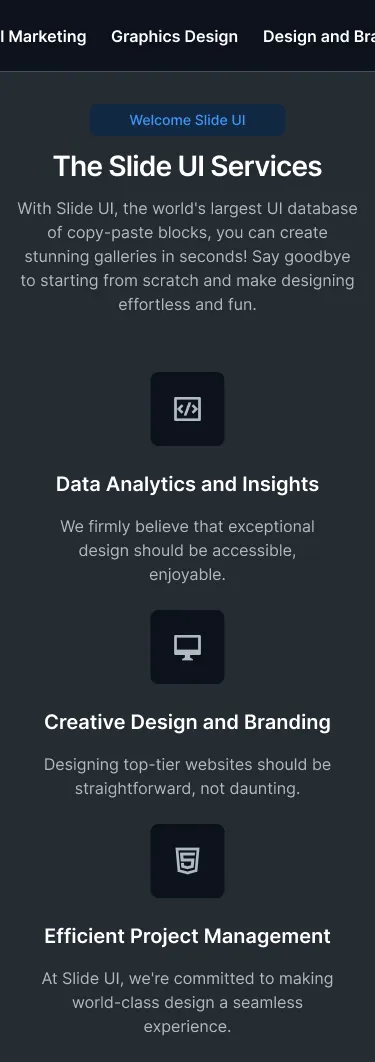 l Marketing Graphics Design Design and Bra
Welcome Slide UI
The Slide UI Services
With Slide UI, the world's largest UI database
of copy-paste blocks, you can create
stunning galleries in seconds! Say goodbye
to starting from scratch and make designing
effortless and fun.
Data Analytics and Insights
We firmly believe that exceptional
design should be accessible,
enjoyable.
Creative Design and Branding
Designing top-tier websites should be
straightforward, not daunting.
Efficient Project Management
At Slide UI, we're committed to making
world-class design a seamless
experience.